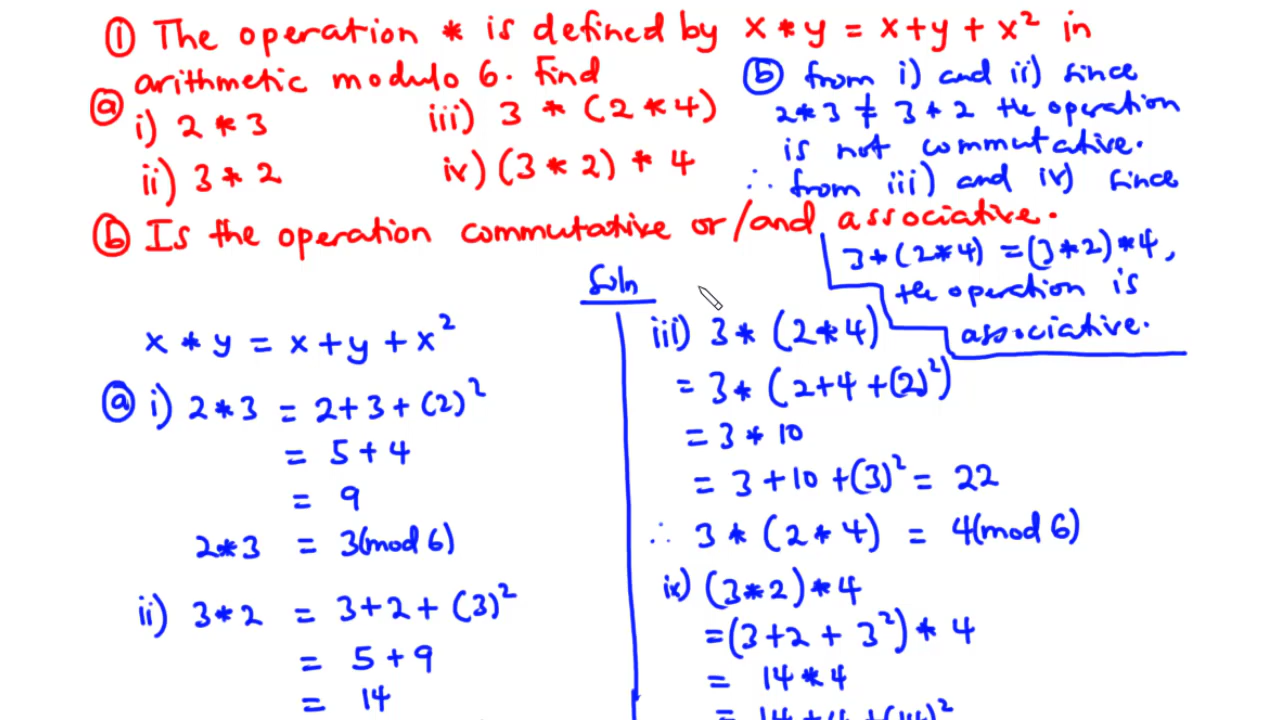 ① The operation * is defined by x * y = x+y + x² in
arithmetic modulo 6. Find
ⓐ
i) 2 * 3
ii) 3 * 2
iii) 3 * (2 * 4)
iv) (3 * 2) * 4
ⓑ Is the operation commutative or/and associative.
Soln
x * y = x+y +x²
ⓐ i) 2*3 = 2+3+(2)²
= 5+4
= 9
2*3 = 3(mod 6)
ii) 3*2 = 3+2+(3)²
= 5+9
= 14
iii) 3* (2*4)
= 3* (2+4 +(2)²)
= 3 * 10
= 3 +10 +(3)² = 22
∴ 3 * (2 * 4) = 4(mod 6)
iv) (3*2)*4
=(3+2 + 3²) * 4
= 14 * 4
= 14 +4 +(14)²
ⓑ from i) and ii) since
2*3 ≠ 3*2 the operation
is not commutative.
∴ from iii) and iv) since
3*(2*4) =(3*2)*4,
the operation is
associative.